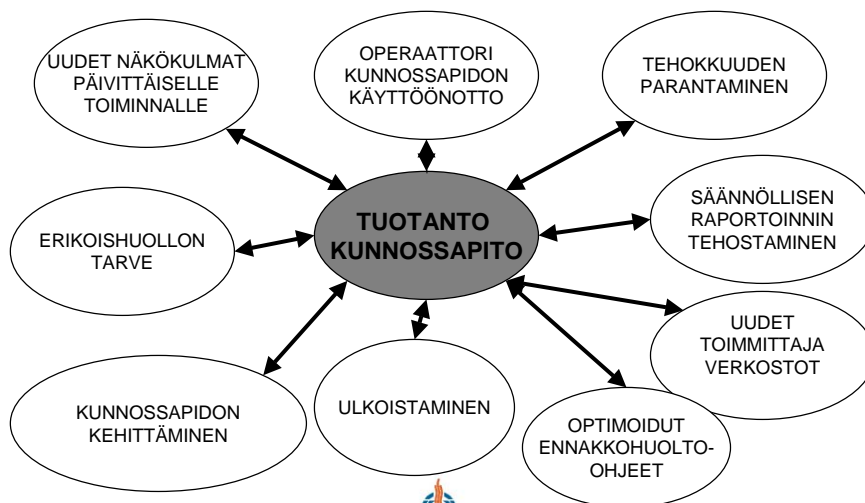 UUDET NÄKÖKULMAT
PÄIVITTÄISELLE
TOIMINNALLE
OPERAATTORI
KUNNOSSAPIDON
KÄYTTÖÖNOTTO
TEHOKKUUDEN
PARANTAMINEN
ERIKOISHUOLLON
TARVE
TUOTANTO
KUNNOSSAPITO
SÄÄNNÖLLISEN
RAPORTOINNIN
TEHOSTAMINEN
UUDET
TOIMMITTAJA
VERKOSTOT
KUNNOSSAPIDON
KEHITTÄMINEN
ULKOISTAMINEN
OPTIMOIDUT
ENNAKKOHUOLTO-
OHJEET